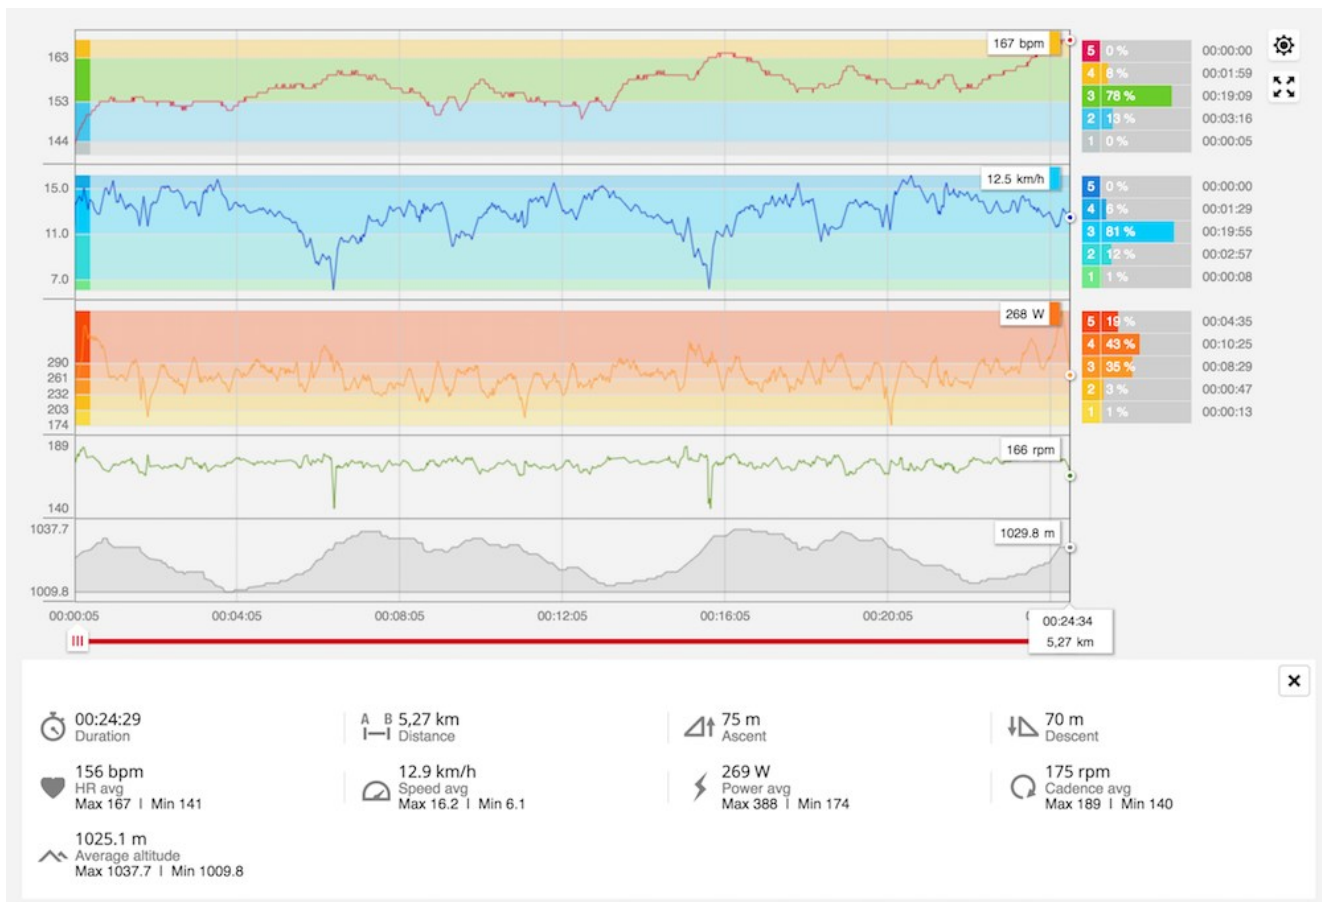 163
153
144
167 bpm
5 0 % 00:00:00
4 8 % 00:01:59
3 78 % 00:19:09
2 13 % 00:03:16
1 0 % 00:00:05
15.0
11.0
7.0
12.5 km/h
5 0 % 00:00:00
4 6 % 00:01:29
3 81 % 00:19:55
2 12 % 00:02:57
1 1 % 00:00:08
290
261
232
203
174
268 W
5 19 % 00:04:35
4 43 % 00:10:25
3 35 % 00:08:29
2 3 % 00:00:47
1 1 % 00:00:13
189
140
166 rpm
1037.7
1009.8
1029.8 m
00:00:05 00:04:05 00:08:05 00:12:05 00:16:05 00:20:05
00:24:34
5,27 km
00:24:29
Duration
A B 5,27 km
Distance
75 m
Ascent
70 m
Descent
156 bpm
HR avg
Max 167 | Min 141
12.9 km/h
Speed avg
Max 16.2 | Min 6.1
269 W
Power avg
Max 388 | Min 174
175 rpm
Cadence avg
Max 189 | Min 140
1025.1 m
Average altitude
Max 1037.7 | Min 1009.8